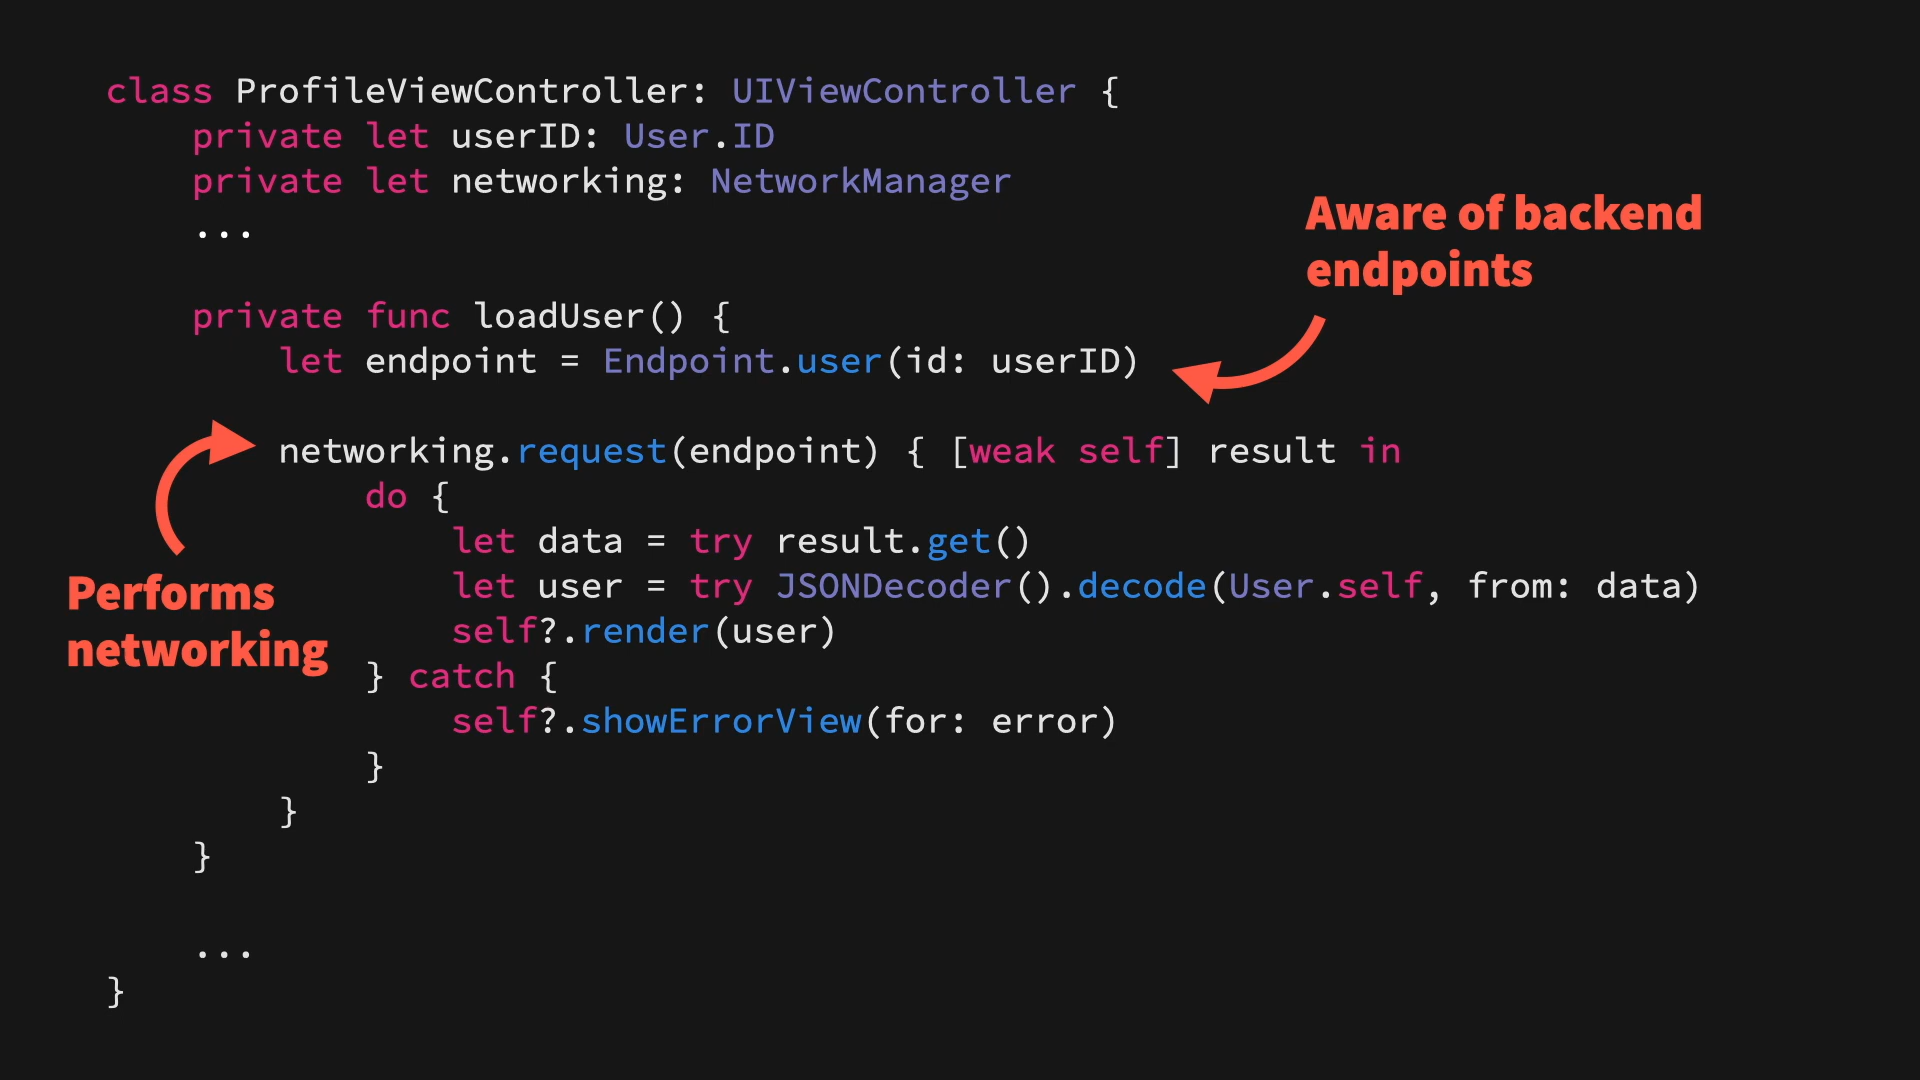 class ProfileViewController: UIViewController {
    private let userID: User.ID
    private let networking: NetworkManager
    ...
Aware of backend
endpoints
    private func loadUser() {
        let endpoint = Endpoint.user(id: userID)
        networking.request(endpoint) { [weak self] result in
            do {
                let data = try result.get()
                let user = try JSONDecoder().decode(User.self, from: data)
Performs
networking
                self?.render(user)
            } catch {
                self?.showErrorView(for: error)
            }
        }
    }
    ...
}